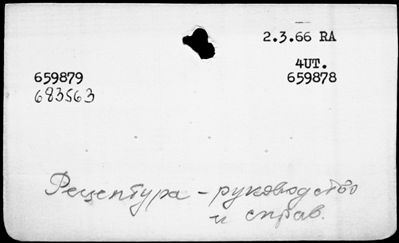 2.3.66 RA
4UT.
659879 659878
683563
Рецептура - руководство
и справ.